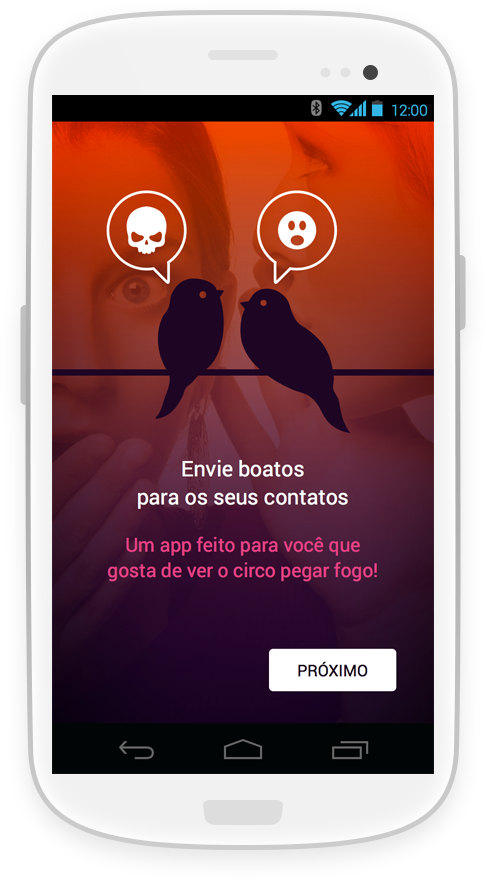 12:00
Envie boatos
para os seus contatos
Um app feito para você que
gosta de ver o circo pegar fogo!
PRÓXIMO